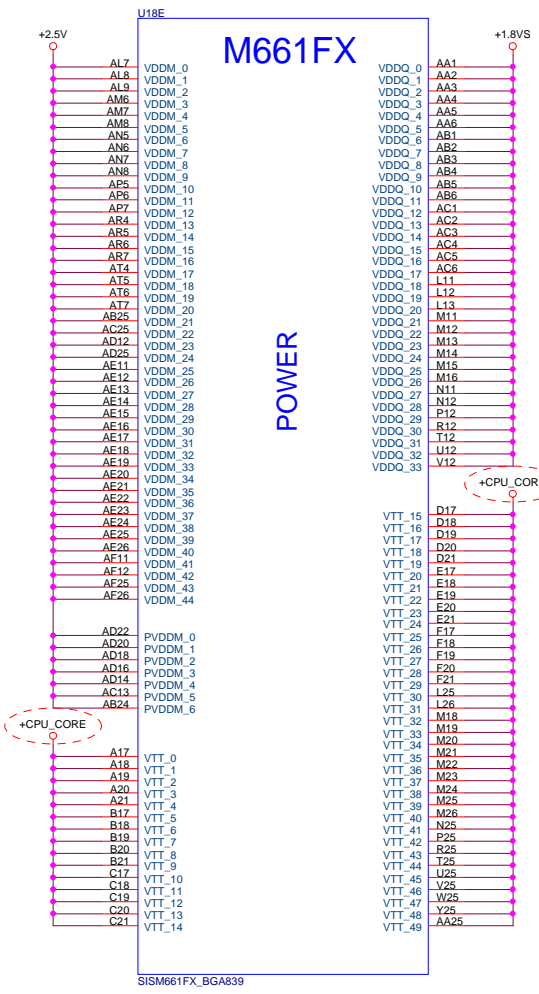 U18E
M661FX
POWER
+2.5V
AL7 VDDM_0
AL8 VDDM_1
AL9 VDDM_2
AM6 VDDM_3
AM7 VDDM_4
AM8 VDDM_5
AN5 VDDM_6
AN6 VDDM_7
AN7 VDDM_8
AN8 VDDM_9
AP5 VDDM_10
AP6 VDDM_11
AP7 VDDM_12
AR4 VDDM_13
AR5 VDDM_14
AR6 VDDM_15
AR7 VDDM_16
AT4 VDDM_17
AT5 VDDM_18
AT6 VDDM_19
AT7 VDDM_20
AB25 VDDM_21
AC25 VDDM_22
AD12 VDDM_23
AD25 VDDM_24
AE11 VDDM_25
AE12 VDDM_26
AE13 VDDM_27
AE14 VDDM_28
AE15 VDDM_29
AE16 VDDM_30
AE17 VDDM_31
AE18 VDDM_32
AE19 VDDM_33
AE20 VDDM_34
AE21 VDDM_35
AE22 VDDM_36
AE23 VDDM_37
AE24 VDDM_38
AE25 VDDM_39
AE26 VDDM_40
AF11 VDDM_41
AF12 VDDM_42
AF25 VDDM_43
AF26 VDDM_44
AD22 PVDDM_0
AD20 PVDDM_1
AD18 PVDDM_2
AD16 PVDDM_3
AD14 PVDDM_4
AC13 PVDDM_5
AB24 PVDDM_6
+CPU_CORE
A17 VTT_0
A18 VTT_1
A19 VTT_2
A20 VTT_3
A21 VTT_4
B17 VTT_5
B18 VTT_6
B19 VTT_7
B20 VTT_8
B21 VTT_9
C17 VTT_10
C18 VTT_11
C19 VTT_12
C20 VTT_13
C21 VTT_14
+1.8VS
VDDQ_0 AA1
VDDQ_1 AA2
VDDQ_2 AA3
VDDQ_3 AA4
VDDQ_4 AA5
VDDQ_5 AA6
VDDQ_6 AB1
VDDQ_7 AB2
VDDQ_8 AB3
VDDQ_9 AB4
VDDQ_10 AB5
VDDQ_11 AB6
VDDQ_12 AC1
VDDQ_13 AC2
VDDQ_14 AC3
VDDQ_15 AC4
VDDQ_16 AC5
VDDQ_17 AC6
VDDQ_18 L11
VDDQ_19 L12
VDDQ_20 L13
VDDQ_21 M11
VDDQ_22 M12
VDDQ_23 M13
VDDQ_24 M14
VDDQ_25 M15
VDDQ_26 M16
VDDQ_27 N11
VDDQ_28 N12
VDDQ_29 P12
VDDQ_30 R12
VDDQ_31 T12
VDDQ_32 U12
VDDQ_33 V12
+CPU_COR
VTT_15 D17
VTT_16 D18
VTT_17 D19
VTT_18 D20
VTT_19 D21
VTT_20 E17
VTT_21 E18
VTT_22 E19
VTT_23 E20
VTT_24 E21
VTT_25 F17
VTT_26 F18
VTT_27 F19
VTT_28 F20
VTT_29 F21
VTT_30 L25
VTT_31 L26
VTT_32 M18
VTT_33 M19
VTT_34 M20
VTT_35 M21
VTT_36 M22
VTT_37 M23
VTT_38 M24
VTT_39 M25
VTT_40 M26
VTT_41 N25
VTT_42 P25
VTT_43 R25
VTT_44 T25
VTT_45 U25
VTT_46 V25
VTT_47 W25
VTT_48 Y25
VTT_49 AA25
SISM661FX_BGA839